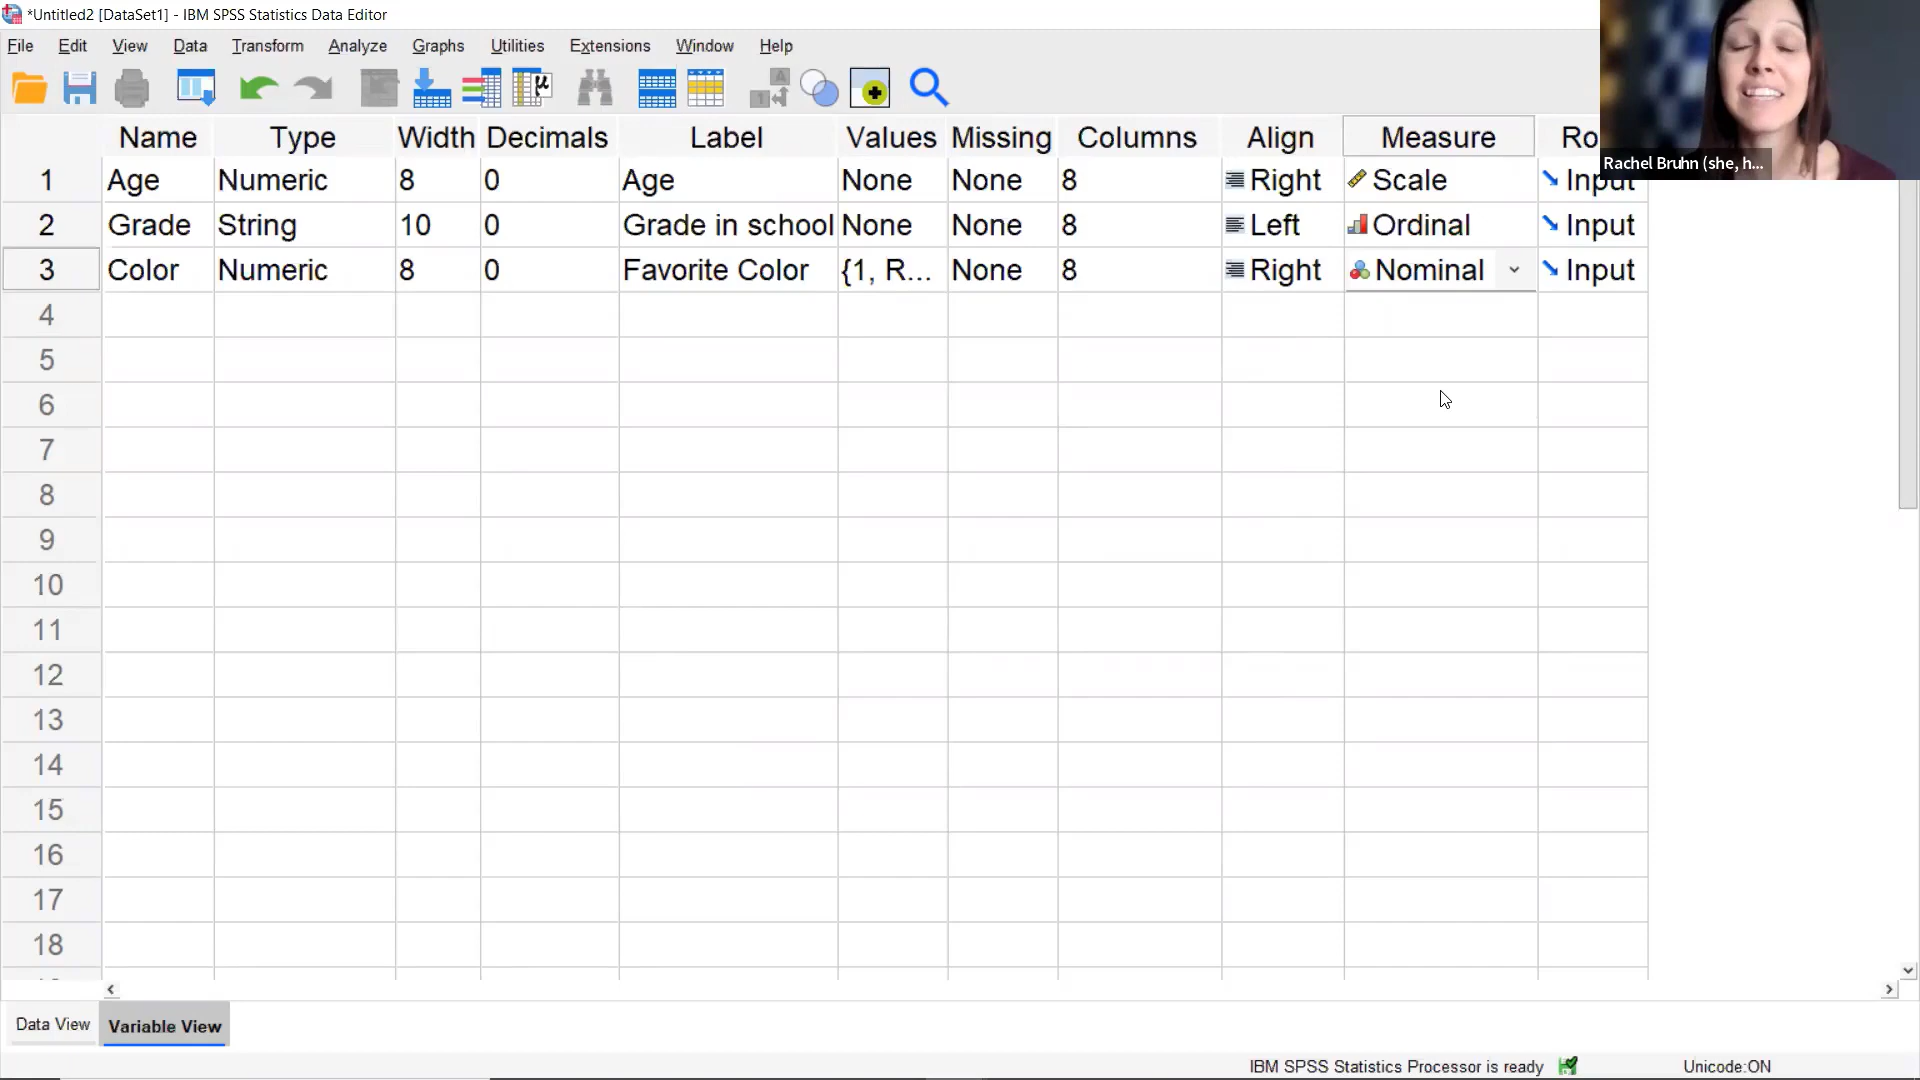 *Untitled2 [DataSet1] - IBM SPSS Statistics Data Editor
File Edit View Data Transform Analyze Graphs Utilities Extensions Window Help
Rachel Bruhn (she, h...
Name Type Width Decimals Label Values Missing Columns Align Measure Ro
1 Age Numeric 8 0 Age None None 8 Right Scale Input
2 Grade String 10 0 Grade in school None None 8 Left Ordinal Input
3 Color Numeric 8 0 Favorite Color {1, R... None 8 Right Nominal Input
4
5
6
7
8
9
10
11
12
13
14
15
16
17
18
Data View Variable View
IBM SPSS Statistics Processor is ready Unicode:ON